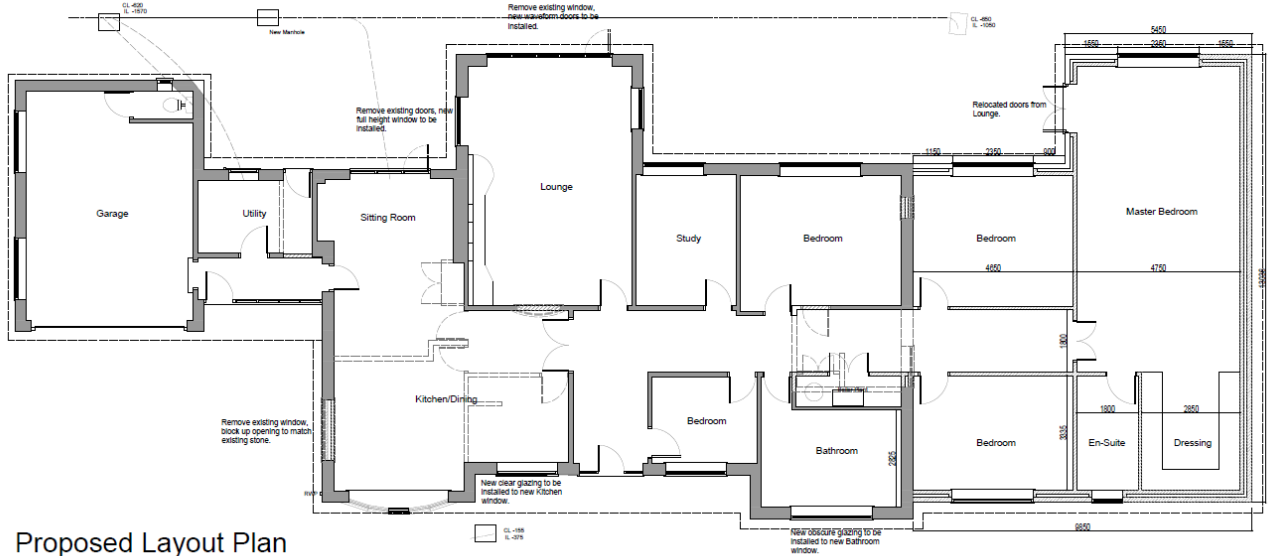 CL -620
IL -1570
New Manhole
Remove existing window,
new waveform doors to be
installed.
CL -650
IL -1050
5450
1550
2350
1550
Remove existing doors, new
full height window to be
installed.
Relocated doors from
Lounge.
1150
2350
900
Garage
Utility
Sitting Room
Lounge
Study
Bedroom
Bedroom
Master Bedroom
4650
4750
1600
Kitchen/Dining
Remove existing window,
block up opening to match
existing stone.
Bedroom
Bathroom
2625
Bedroom
3335
1800
2850
En-Suite
Dressing
RWP
New clear glazing to be
installed to new Kitchen
window.
CL -155
IL -375
New obscure glazing to be
installed to new Bathroom
window.
9850
Proposed Layout Plan